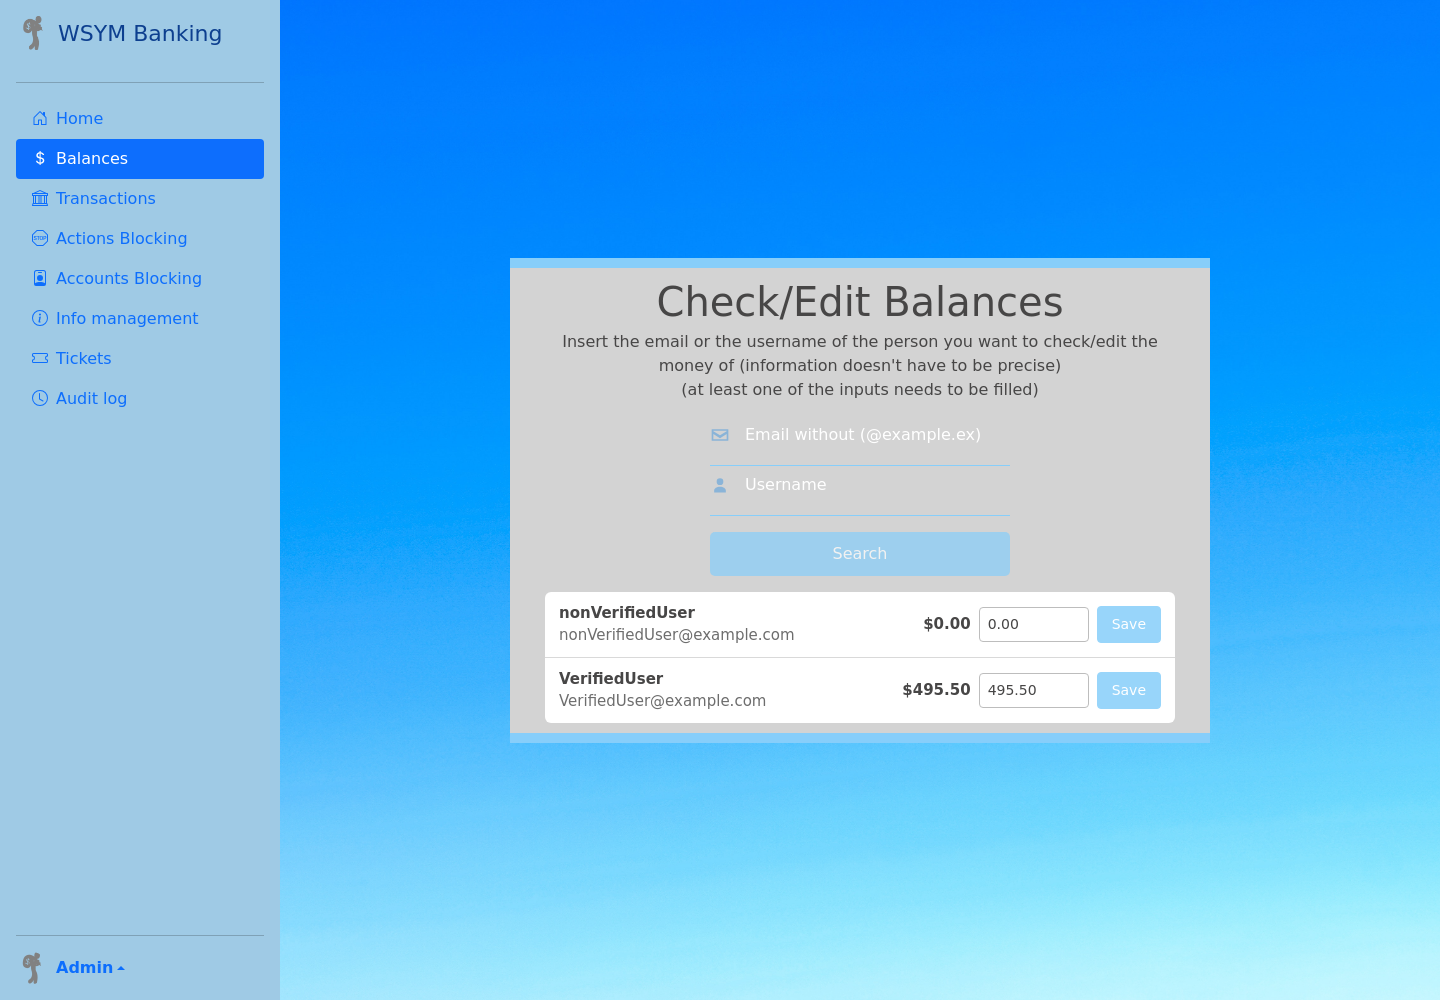 WSYM Banking
Home
Balances
Transactions
Actions Blocking
Accounts Blocking
Info management
Tickets
Audit log
Admin
Check/Edit Balances
Insert the email or the username of the person you want to check/edit the
money of (information doesn't have to be precise)
(at least one of the inputs needs to be filled)
Email without (@example.ex)
Username
Search
nonVerifiedUser
nonVerifiedUser@example.com
$0.00 0.00 Save
VerifiedUser
VerifiedUser@example.com
$495.50 495.50 Save